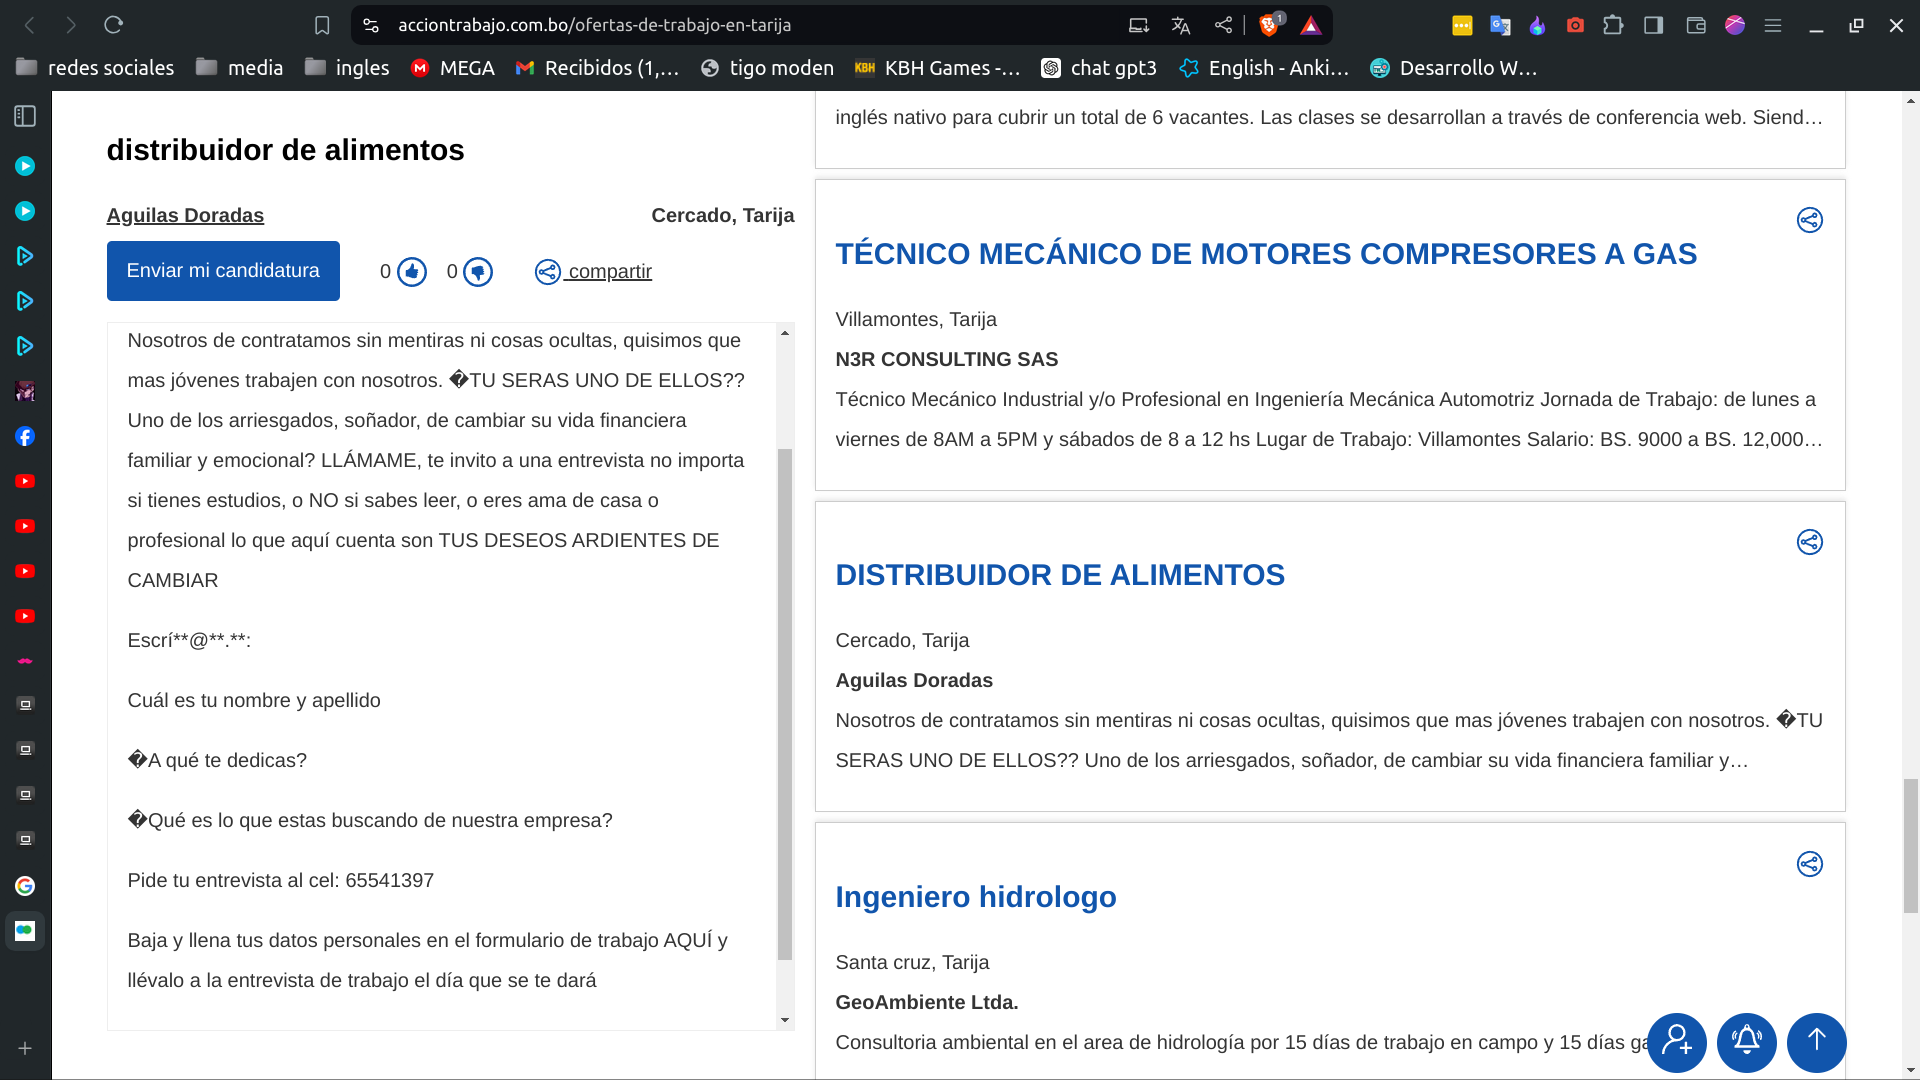 acciontrabajo.com.bo/ofertas-de-trabajo-en-tarija
1
redes sociales
media
ingles
MEGA
Recibidos (1,...
tigo moden
KBH Games -...
chat gpt3
English - Anki...
Desarrollo W...
distribuidor de alimentos
Aguilas Doradas
Cercado, Tarija
Enviar mi candidatura
0
0
compartir
Nosotros de contratamos sin mentiras ni cosas ocultas, quisimos que
mas jóvenes trabajen con nosotros. �TU SERAS UNO DE ELLOS??
Uno de los arriesgados, soñador, de cambiar su vida financiera
familiar y emocional? LLÁMAME, te invito a una entrevista no importa
si tienes estudios, o NO si sabes leer, o eres ama de casa o
profesional lo que aquí cuenta son TUS DESEOS ARDIENTES DE
CAMBIAR
Escrí**@**.**:
Cuál es tu nombre y apellido
�A qué te dedicas?
�Qué es lo que estas buscando de nuestra empresa?
Pide tu entrevista al cel: 65541397
Baja y llena tus datos personales en el formulario de trabajo AQUÍ y
llévalo a la entrevista de trabajo el día que se te dará
inglés nativo para cubrir un total de 6 vacantes. Las clases se desarrollan a través de conferencia web. Siend...
TÉCNICO MECÁNICO DE MOTORES COMPRESORES A GAS
Villamontes, Tarija
N3R CONSULTING SAS
Técnico Mecánico Industrial y/o Profesional en Ingeniería Mecánica Automotriz Jornada de Trabajo: de lunes a
viernes de 8AM a 5PM y sábados de 8 a 12 hs Lugar de Trabajo: Villamontes Salario: BS. 9000 a BS. 12,000...
DISTRIBUIDOR DE ALIMENTOS
Cercado, Tarija
Aguilas Doradas
Nosotros de contratamos sin mentiras ni cosas ocultas, quisimos que mas jóvenes trabajen con nosotros. �TU
SERAS UNO DE ELLOS?? Uno de los arriesgados, soñador, de cambiar su vida financiera familiar y...
Ingeniero hidrologo
Santa cruz, Tarija
GeoAmbiente Ltda.
Consultoria ambiental en el area de hidrología por 15 días de trabajo en campo y 15 días ga